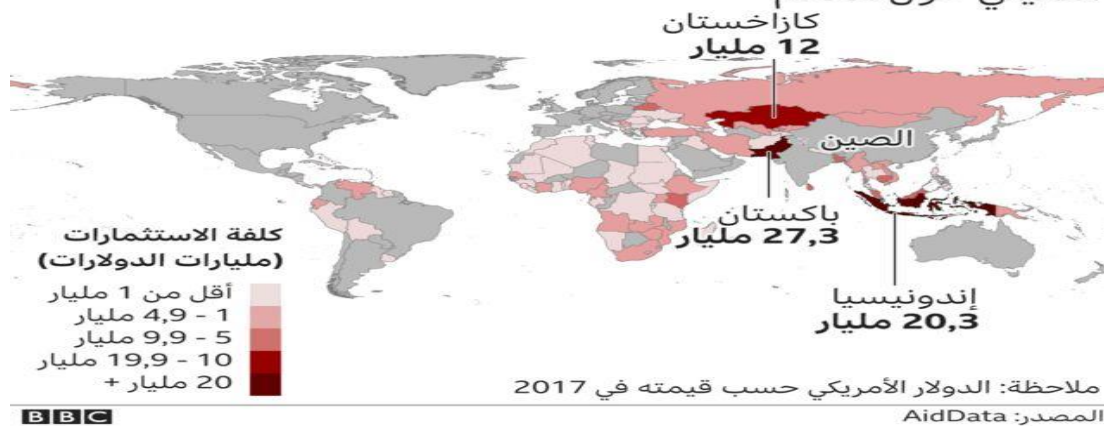 كازاخستان
12 مليار
الصين
باكستان
27,3 مليار
إندونيسيا
20,3 مليار
كلفة الاستثمارات
(مليارات الدولارات)
أقل من 1 مليار
1 - 4,9 مليار
5 - 9,9 مليار
10 - 19,9 مليار
20 مليار +
ملاحظة: الدولار الأمريكي حسب قيمته في 2017
المصدر: AidData
BBC